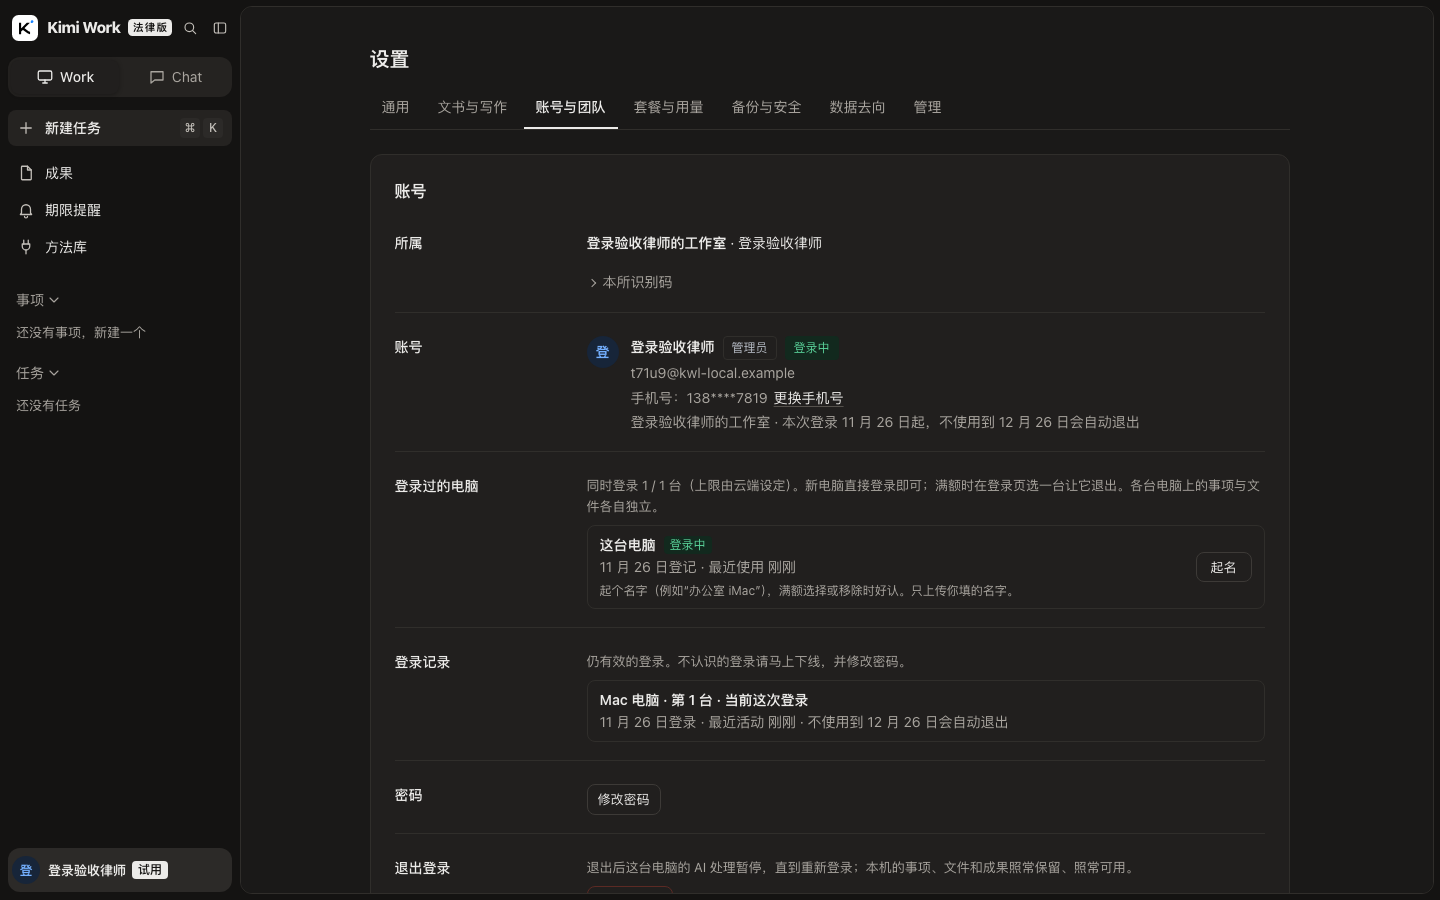 Kimi Work 法律版
Work
Chat
新建任务 ⌘ K
成果
期限提醒
方法库
事项
还没有事项，新建一个
任务
还没有任务
登 登录验收律师 试用
设置
通用 文书与写作 账号与团队 套餐与用量 备份与安全 数据去向 管理
账号
所属
登录验收律师的工作室 · 登录验收律师
本所识别码
账号
登 登录验收律师 管理员 登录中
t71u9@kwl-local.example
手机号：138****7819 更换手机号
登录验收律师的工作室 · 本次登录 11 月 26 日起，不使用到 12 月 26 日会自动退出
登录过的电脑
同时登录 1 / 1 台（上限由云端设定）。新电脑直接登录即可；满额时在登录页选一台让它退出。各台电脑上的事项与文
件各自独立。
这台电脑 登录中
11 月 26 日登记 · 最近使用 刚刚
起个名字（例如“办公室 iMac”），满额选择或移除时好认。只上传你填的名字。
起名
登录记录
仍有效的登录。不认识的登录请马上下线，并修改密码。
Mac 电脑 · 第 1 台 · 当前这次登录
11 月 26 日登录 · 最近活动 刚刚 · 不使用到 12 月 26 日会自动退出
密码
修改密码
退出登录
退出后这台电脑的 AI 处理暂停，直到重新登录；本机的事项、文件和成果照常保留、照常可用。